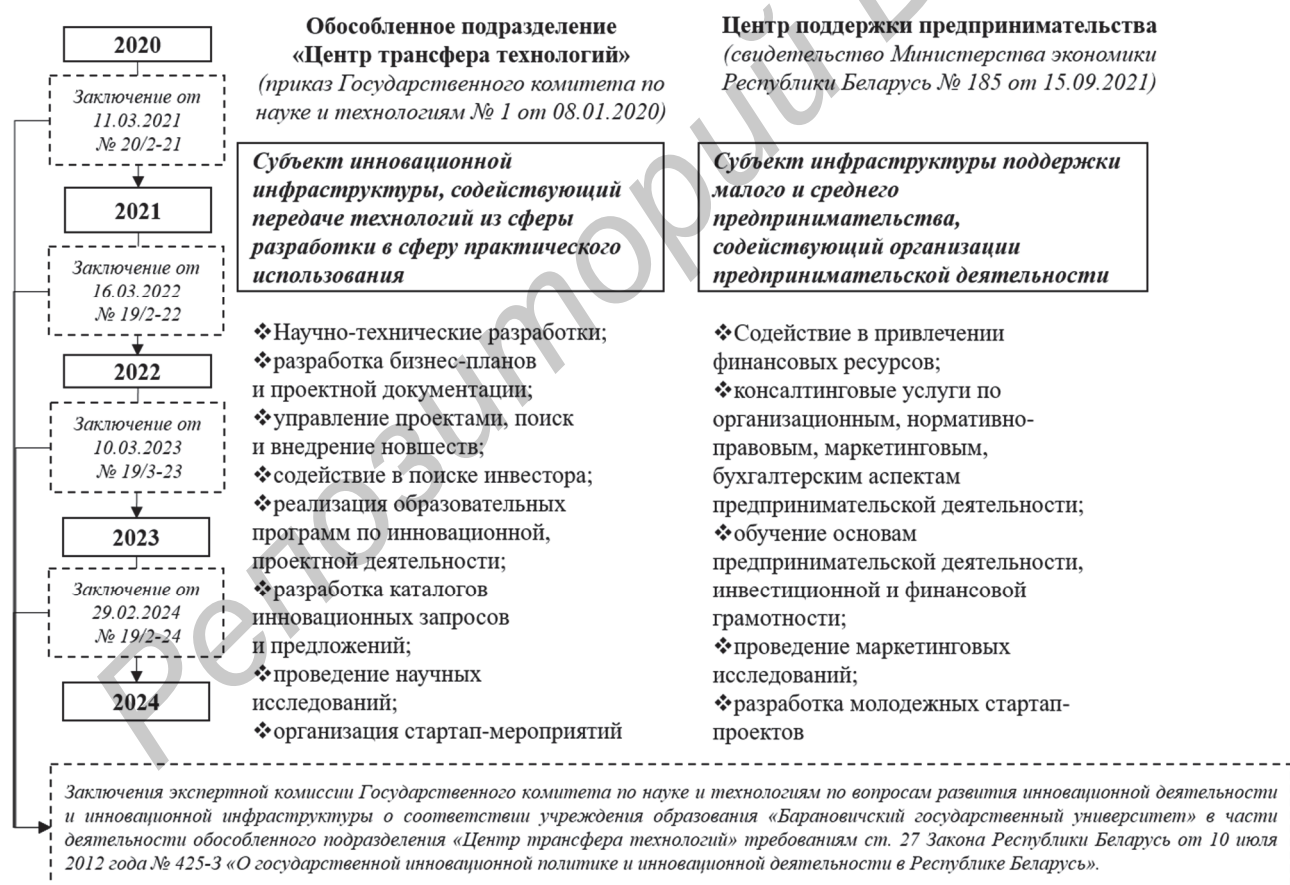 2020
Заключение от
11.03.2021
№ 20/2-21
2021
Заключение от
16.03.2022
№ 19/2-22
2022
Заключение от
10.03.2023
№ 19/3-23
2023
Заключение от
29.02.2024
№ 19/2-24
2024
Обособленное подразделение
«Центр трансфера технологий»
(приказ Государственного комитета по
науке и технологиям № 1 от 08.01.2020)
Субъект инновационной
инфраструктуры, содействующий
передаче технологий из сферы
разработки в сферу практического
использования
❖Научно-технические разработки;
❖разработка бизнес-планов
и проектной документации;
❖управление проектами, поиск
и внедрение новшеств;
❖содействие в поиске инвестора;
❖реализация образовательных
программ по инновационной,
проектной деятельности;
❖разработка каталогов
инновационных запросов
и предложений;
❖проведение научных
исследований;
❖организация стартап-мероприятий
Центр поддержки предпринимательства
(свидетельство Министерства экономики
Республики Беларусь № 185 от 15.09.2021)
Субъект инфраструктуры поддержки
малого и среднего
предпринимательства,
содействующий организации
предпринимательской деятельности
❖Содействие в привлечении
финансовых ресурсов;
❖консалтинговые услуги по
организационным, нормативно-
правовым, маркетинговым,
бухгалтерским аспектам
предпринимательской деятельности;
❖обучение основам
предпринимательской деятельности,
инвестиционной и финансовой
грамотности;
❖проведение маркетинговых
исследований;
❖разработка молодежных стартап-
проектов
Заключения экспертной комиссии Государственного комитета по науке и технологиям по вопросам развития инновационной деятельности
и инновационной инфраструктуры о соответствии учреждения образования «Барановичский государственный университет» в части
деятельности обособленного подразделения «Центр трансфера технологий» требованиям ст. 27 Закона Республики Беларусь от 10 июля
2012 года № 425-З «О государственной инновационной политике и инновационной деятельности в Республике Беларусь».
Репозиторий